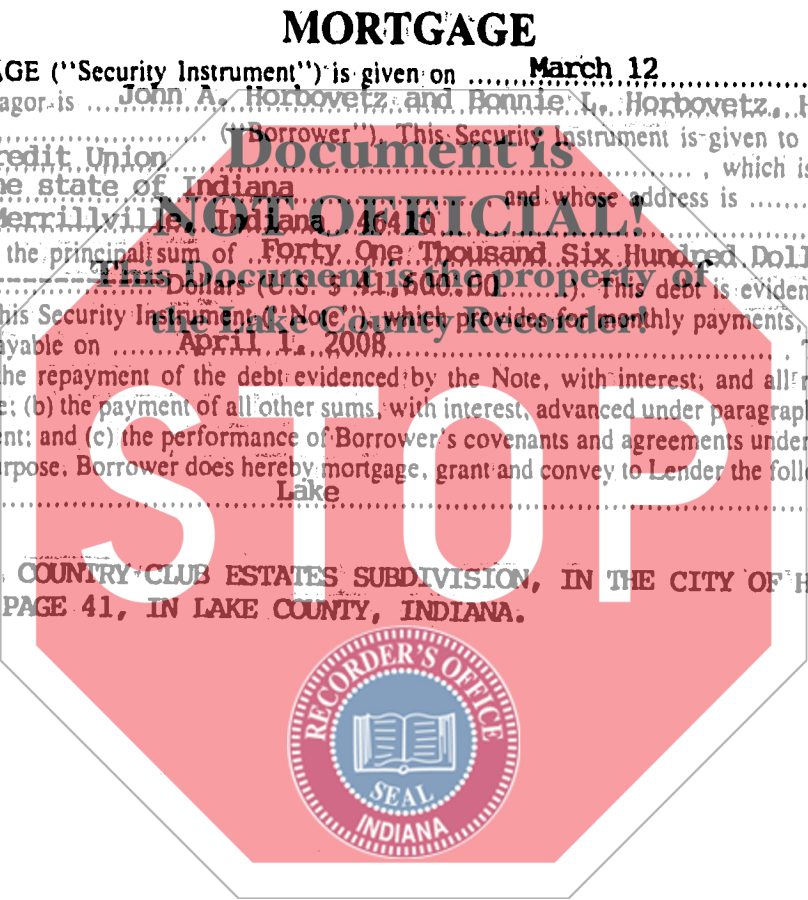 MORTGAGE
AGE ("Security Instrument") is given on ....... March 12
agor is .... John A. Horbovetz and Bonnie L. Horbovetz, H
("Borrower"). This Security Instrument is given to
redit Union ..... , which is
he state of Indiana ..... and whose address is .......
Merrillville, Indiana 46410
the principal sum of Forty One Thousand Six Hundred Doll
Dollars (U.S. $ 41,600.00 ......). This debt is eviden
his Security Instrument ("Note"), which provides for monthly payments,
ayable on ....... April 1, 2008
he repayment of the debt evidenced by the Note, with interest, and all r
e; (b) the payment of all other sums, with interest, advanced under paragrap
ent; and (c) the performance of Borrower's covenants and agreements under
urpose, Borrower does hereby mortgage, grant and convey to Lender the foll
Lake
, COUNTRY CLUB ESTATES SUBDIVISION, IN THE CITY OF H
PAGE 41, IN LAKE COUNTY, INDIANA.
Document is
NOT OFFICIAL!
This Document is the property of
the Lake County Recorder!
STOP
RECORDER'S OFFICE
SEAL
INDIANA